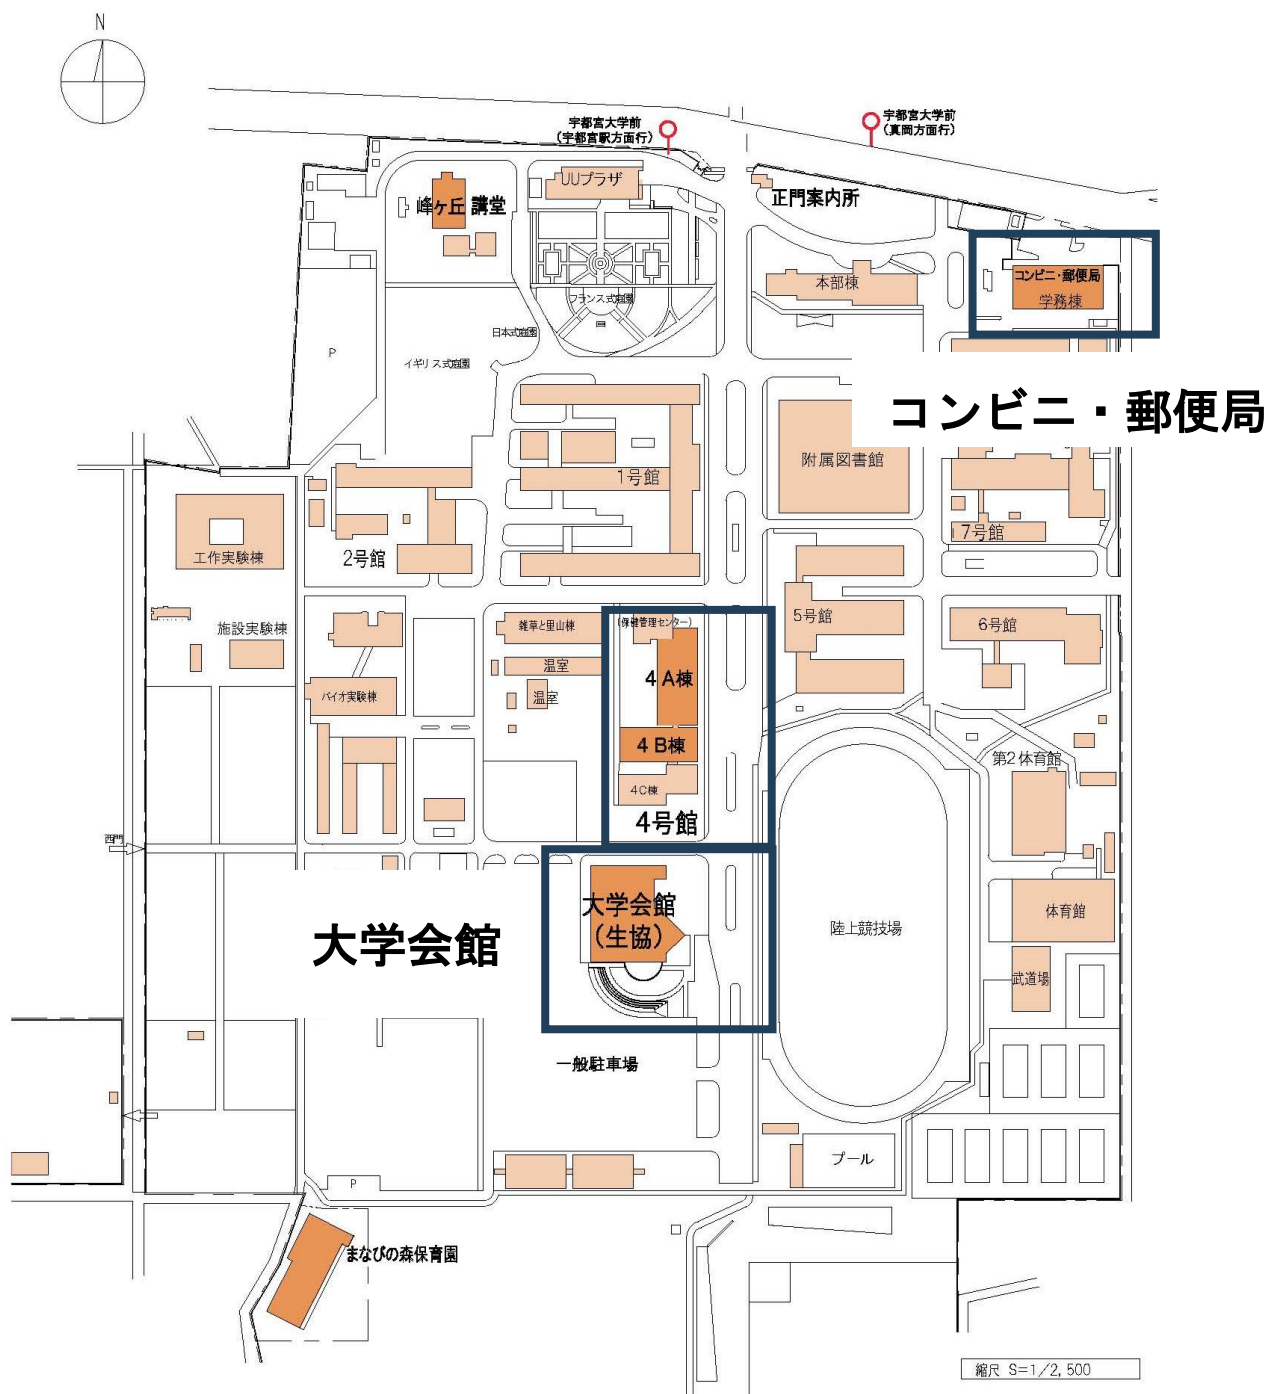 N
宇都宮大学前
(宇都宮駅方面行)
宇都宮大学前
(真岡方面行)
UUプラザ
峰ヶ丘 講堂
正門案内所
コンビニ・郵便局
学務棟
本部棟
フランス式庭園
日本式庭園
イギリス式庭園
P
コンビニ・郵便局
附属図書館
1号館
2号館
工作実験棟
7号館
施設実験棟
雑草と里山棟
(保健管理センター)
5号館
6号館
温室
4A棟
バイオ実験棟
温室
4B棟
第2体育館
4C棟
4号館
西門
大学会館
(生協)
大学会館
陸上競技場
体育館
武道場
一般駐車場
プール
P
まなびの森保育園
縮尺 S=1/2,500